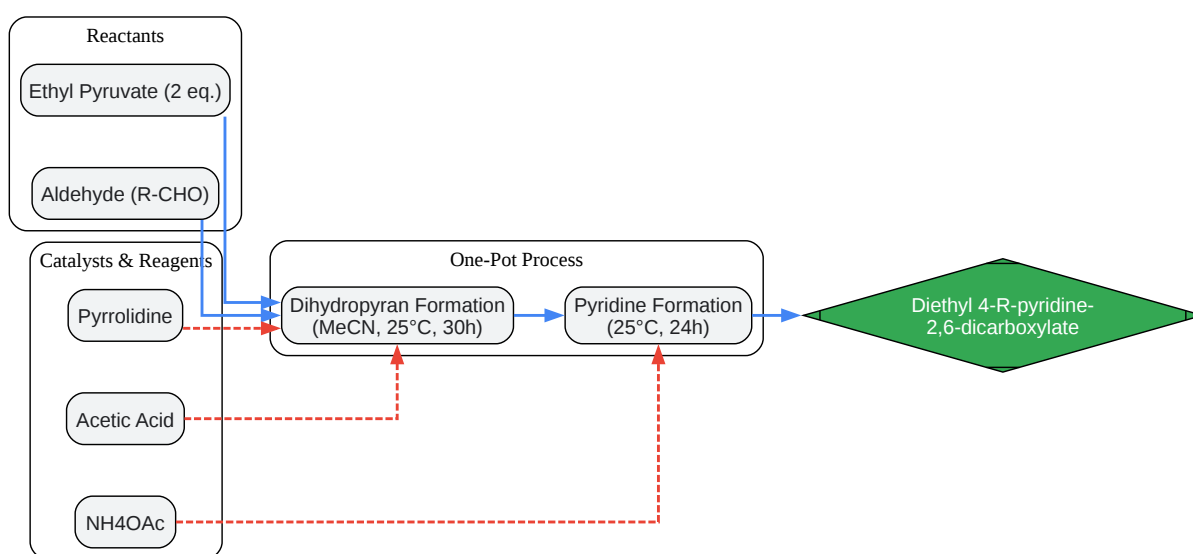 Reactants
Ethyl Pyruvate (2 eq.)
Aldehyde (R-CHO)
Catalysts & Reagents
Pyrrolidine
Acetic Acid
NH4OAc
One-Pot Process
Dihydropyran Formation
(MeCN, 25°C, 30h)
Pyridine Formation
(25°C, 24h)
Diethyl 4-R-pyridine-
2,6-dicarboxylate